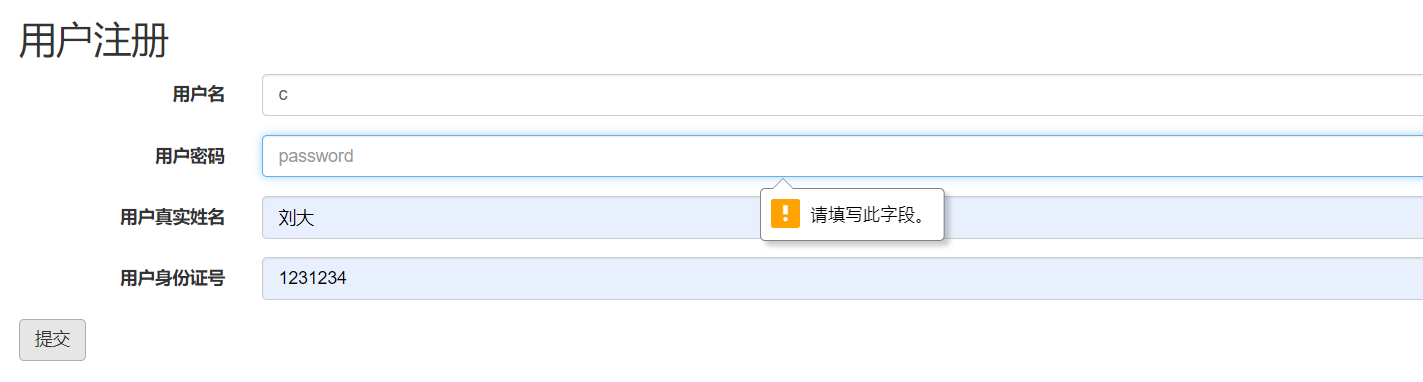 用户注册
用户名 c
用户密码 password
请填写此字段。
用户真实姓名 刘大
用户身份证号 1231234
提交